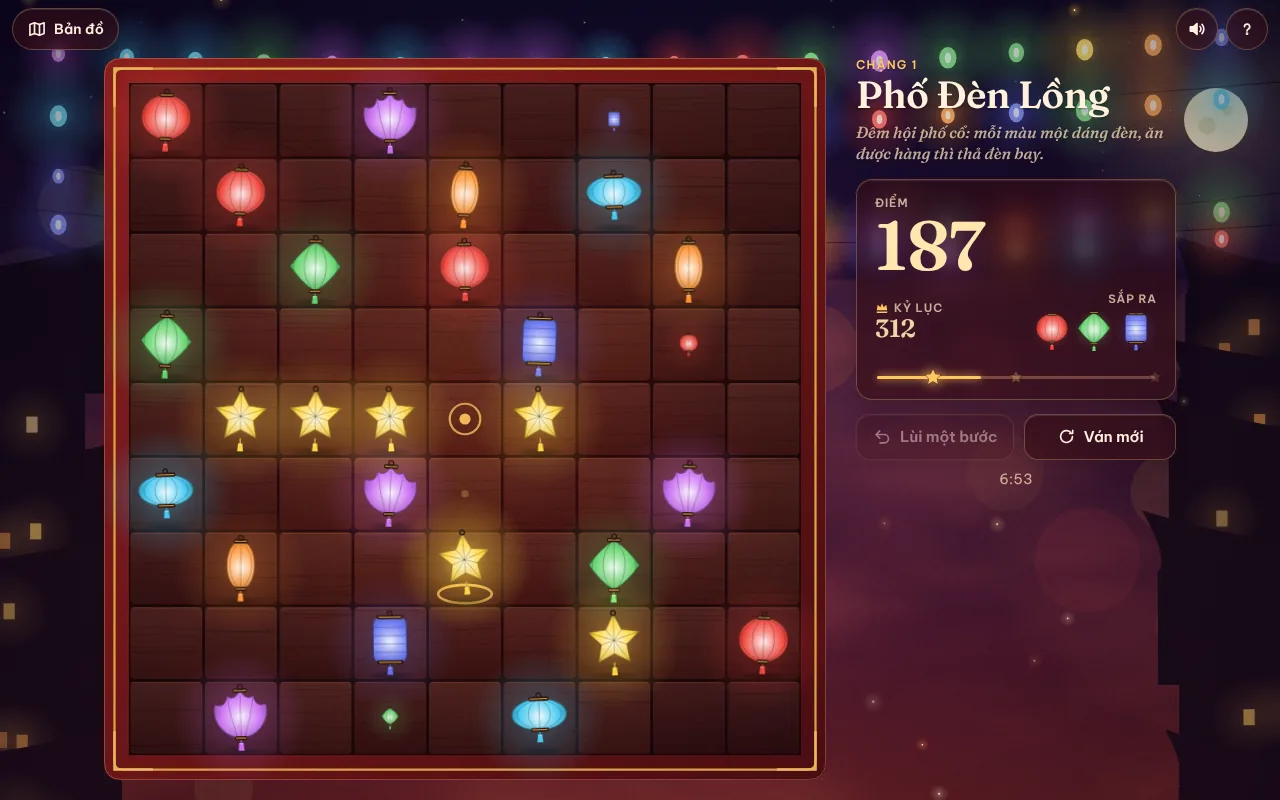 Bản đồ
?
CHẶNG 1
Phố Đèn Lồng
Đêm hội phố cổ: mỗi màu một dáng đèn, ăn
được hàng thì thả đèn bay.
ĐIỂM
187
KỶ LỤC
312
SẮP RA
Lùi một bước
Ván mới
6:53